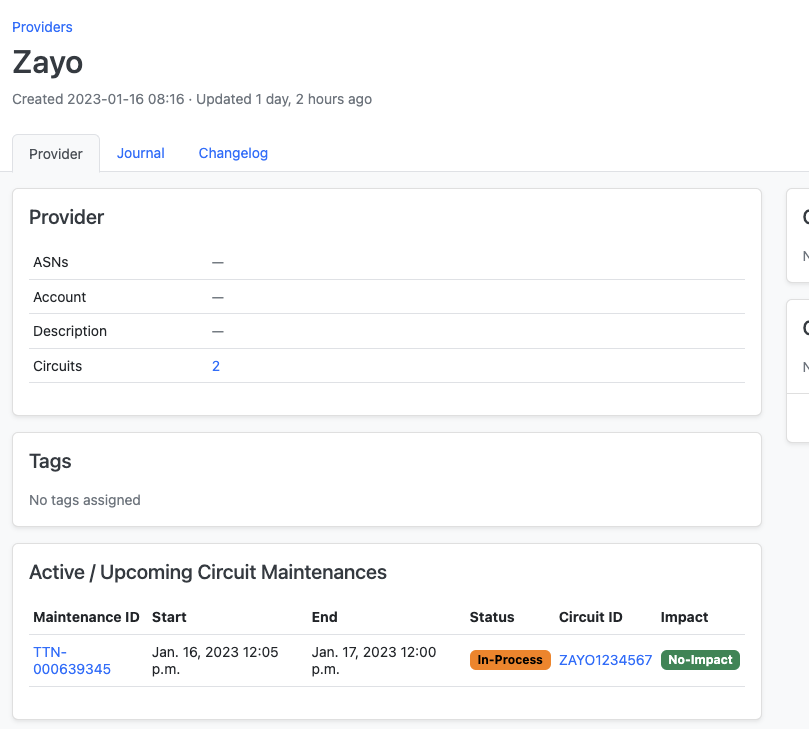 Providers
Zayo
Created 2023-01-16 08:16 · Updated 1 day, 2 hours ago
Provider Journal Changelog
Provider
ASNs —
Account —
Description —
Circuits 2
Tags
No tags assigned
Active / Upcoming Circuit Maintenances
Maintenance ID Start End Status Circuit ID Impact
TTN-000639345 Jan. 16, 2023 12:05 p.m. Jan. 17, 2023 12:00 p.m. In-Process ZAYO1234567 No-Impact